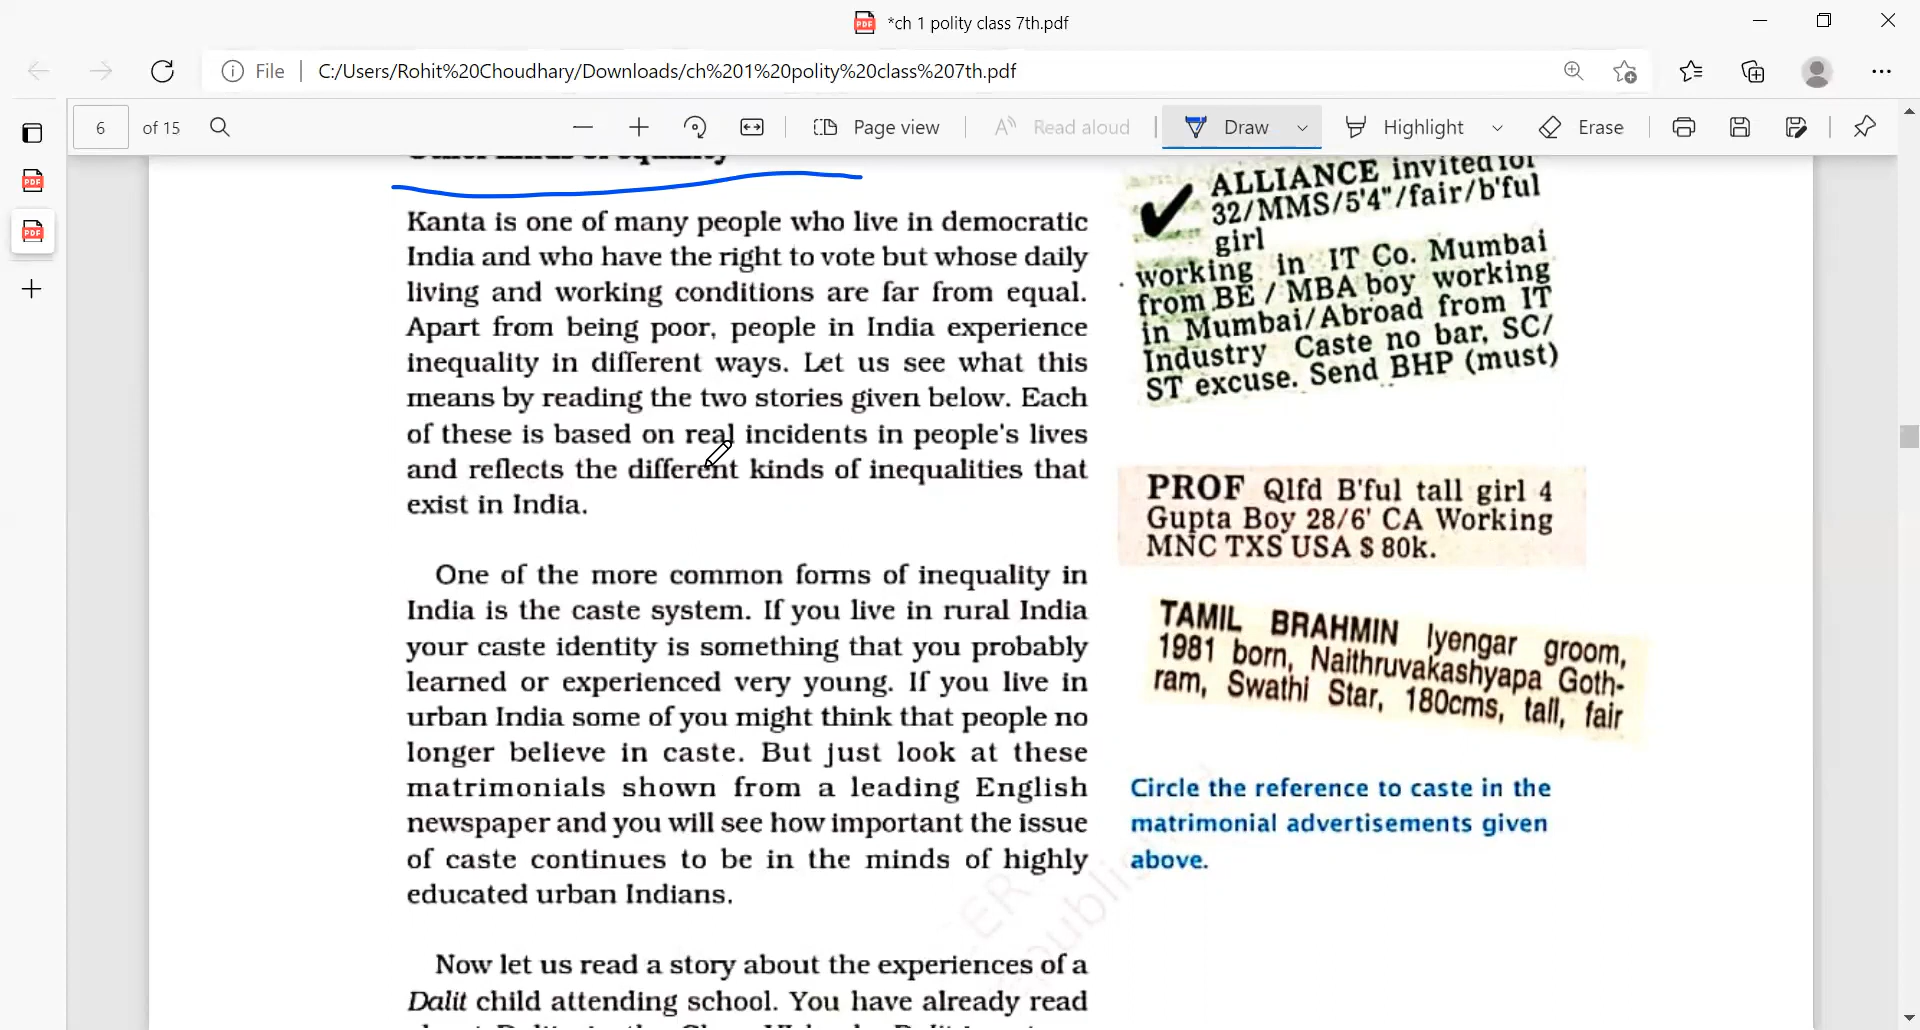 *ch 1 polity class 7th.pdf
File
C:/Users/Rohit%20Choudhary/Downloads/ch%201%20polity%20class%207th.pdf
6 of 15
Page view
Read aloud
Draw
Highlight
Erase
Other kinds of equality
Kanta is one of many people who live in democratic
India and who have the right to vote but whose daily
living and working conditions are far from equal.
Apart from being poor, people in India experience
inequality in different ways. Let us see what this
means by reading the two stories given below. Each
of these is based on real incidents in people's lives
and reflects the different kinds of inequalities that
exist in India.
One of the more common forms of inequality in
India is the caste system. If you live in rural India
your caste identity is something that you probably
learned or experienced very young. If you live in
urban India some of you might think that people no
longer believe in caste. But just look at these
matrimonials shown from a leading English
newspaper and you will see how important the issue
of caste continues to be in the minds of highly
educated urban Indians.
Now let us read a story about the experiences of a
Dalit child attending school. You have already read
ALLIANCE invited for
32/MMS/5'4"/fair/b'ful
girl
working in IT Co. Mumbai
from BE / MBA boy working
in Mumbai/Abroad from IT
Industry Caste no bar, SC/
ST excuse. Send BHP (must)
PROF Qlfd B'ful tall girl 4
Gupta Boy 28/6' CA Working
MNC TXS USA $ 80k.
TAMIL BRAHMIN Iyengar groom,
1981 born, Naithruvakashyapa Goth-
ram, Swathi Star, 180cms, tall, fair
Circle the reference to caste in the
matrimonial advertisements given
above.